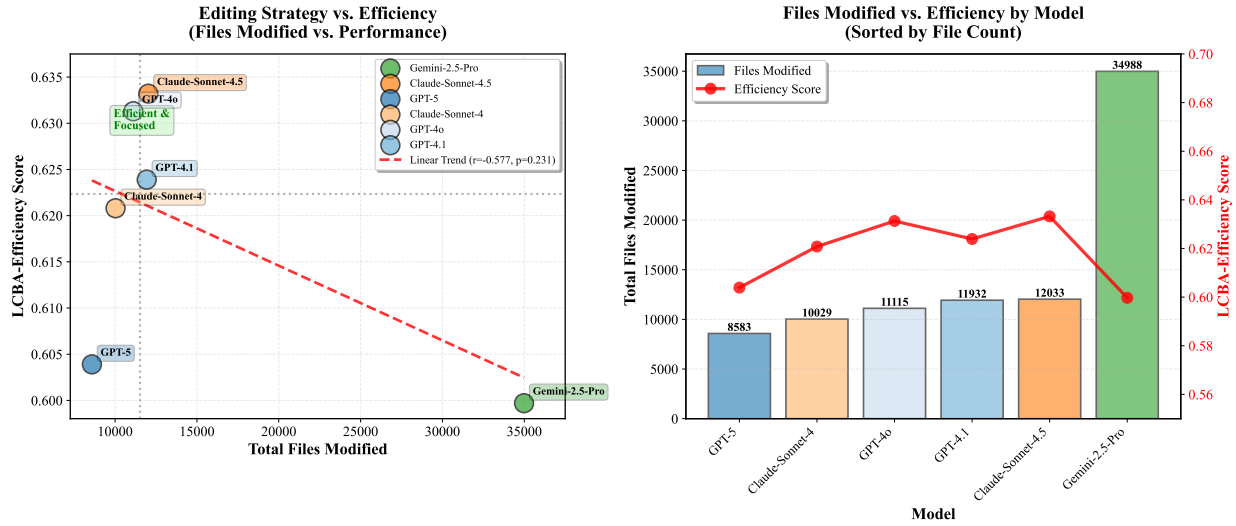 Editing Strategy vs. Efficiency
(Files Modified vs. Performance)
LCBA-Efficiency Score
0.635
0.630
0.625
0.620
0.615
0.610
0.605
0.600
Claude-Sonnet-4.5
GPT-4o
Efficient &
Focused
GPT-4.1
Claude-Sonnet-4
GPT-5
Gemini-2.5-Pro
Gemini-2.5-Pro
Claude-Sonnet-4.5
GPT-5
Claude-Sonnet-4
GPT-4o
GPT-4.1
Linear Trend (r=-0.577, p=0.231)
10000
15000
20000
25000
30000
35000
Total Files Modified
Files Modified vs. Efficiency by Model
(Sorted by File Count)
Total Files Modified
35000
30000
25000
20000
15000
10000
5000
0
Files Modified
Efficiency Score
8583
10029
11115
11932
12033
34988
0.70
0.68
0.66
0.64
0.62
0.60
0.58
0.56
LCBA-Efficiency Score
GPT-5
Claude-Sonnet-4
GPT-4o
GPT-4.1
Claude-Sonnet-4.5
Gemini-2.5-Pro
Model